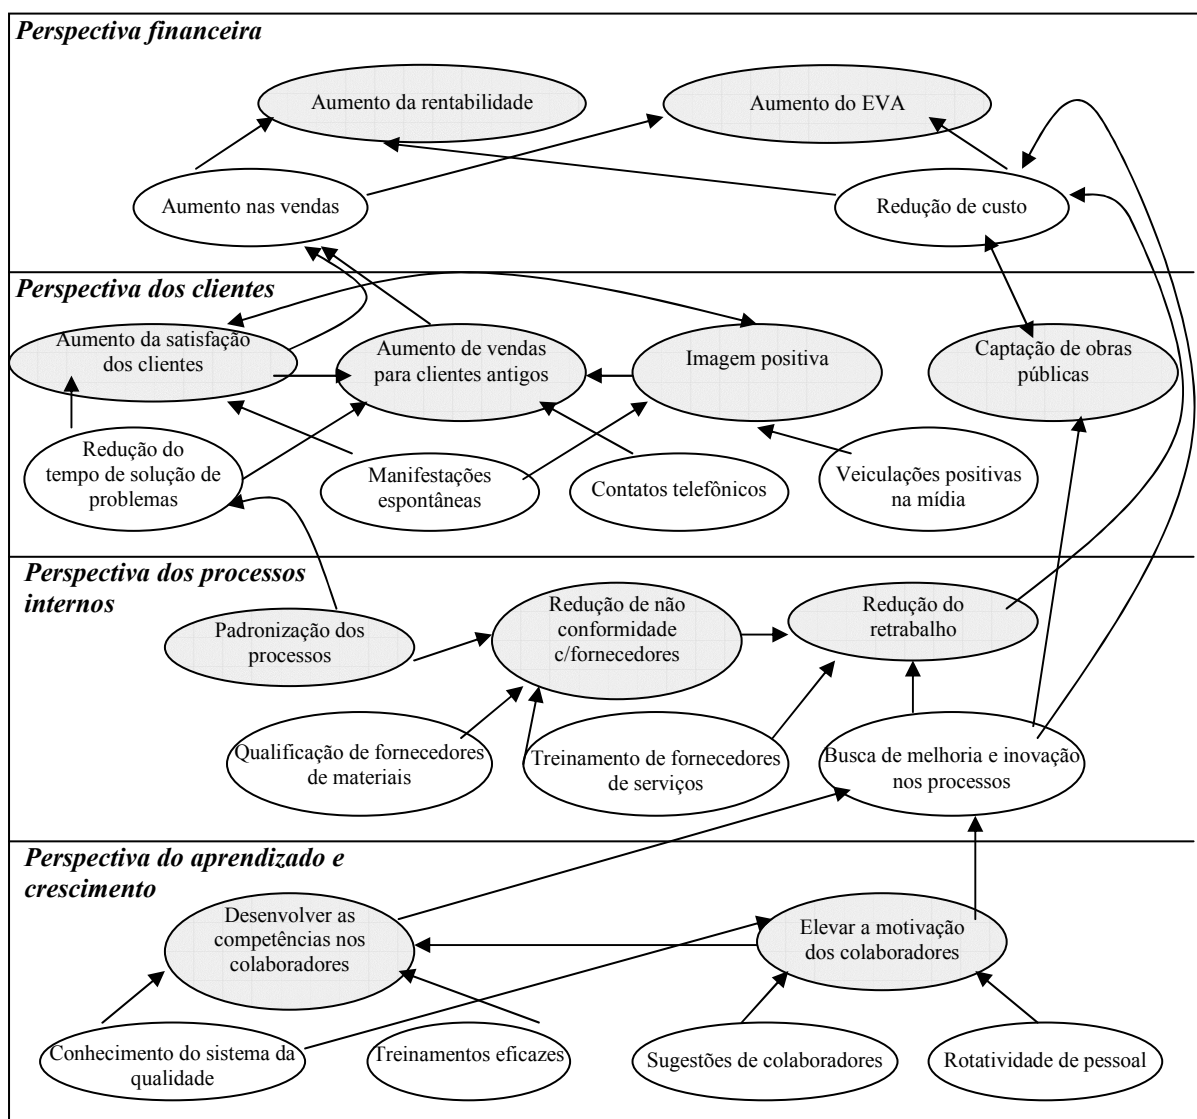 Perspectiva financeira
Aumento da rentabilidade
Aumento do EVA
Aumento nas vendas
Redução de custo
Perspectiva dos clientes
Aumento da satisfação
dos clientes
Aumento de vendas
para clientes antigos
Imagem positiva
Captação de obras
públicas
Redução do
tempo de solução de
problemas
Manifestações
espontâneas
Contatos telefônicos
Veiculações positivas
na mídia
Perspectiva dos processos
internos
Padronização dos
processos
Redução de não
conformidade
c/fornecedores
Redução do
retrabalho
Qualificação de fornecedores
de materiais
Treinamento de fornecedores
de serviços
Busca de melhoria e inovação
nos processos
Perspectiva do aprendizado e
crescimento
Desenvolver as
competências nos
colaboradores
Elevar a motivação
dos colaboradores
Conhecimento do sistema da
qualidade
Treinamentos eficazes
Sugestões de colaboradores
Rotatividade de pessoal